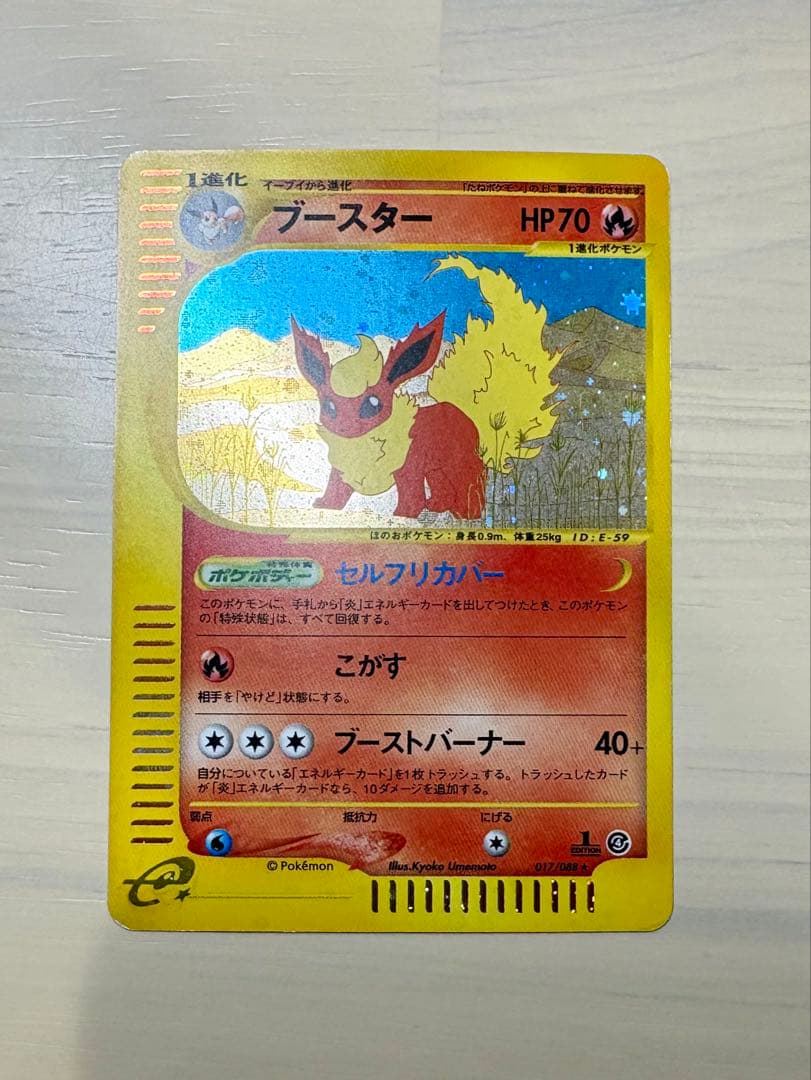 1進化 イーブイから進化 「たねポケモン」の上に重ねて進化させます
ブースター HP70
1進化ポケモン
ほのおポケモン：身長0.9m、体重25kg ID:E-59
特殊体質
ポケボディー セルフリカバー
このポケモンに、手札から「炎」エネルギーカードを出してつけたとき、このポケモン
の「特殊状態」は、すべて回復する。
こがす
相手を「やけど」状態にする。
ブーストバーナー 40+
自分についている「エネルギーカード」を1枚トラッシュする。トラッシュしたカード
が「炎」エネルギーカードなら、10ダメージを追加する。
弱点 抵抗力 にげる
1 EDITION
4
©Pokémon Illus.Kyoko Umemoto 017/088★
e